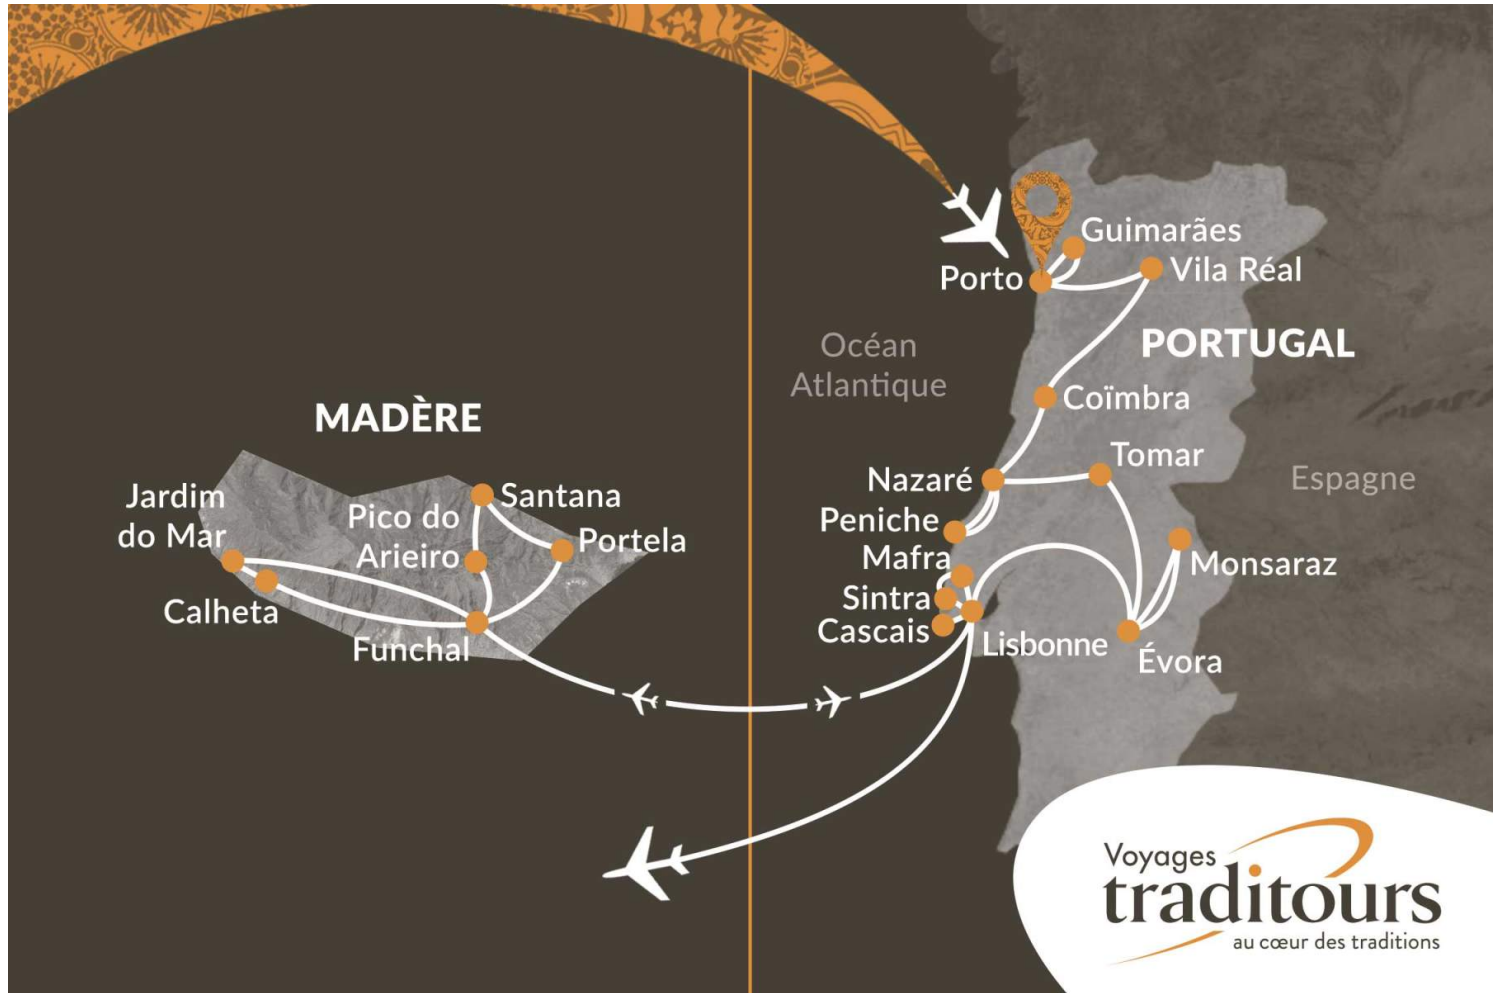 Guimarães
Porto
Vila Réal
PORTUGAL
Océan
Atlantique
Coïmbra
MADÈRE
Tomar
Nazaré
Espagne
Jardim
do Mar
Santana
Pico do
Arieiro
Portela
Peniche
Mafra
Monsaraz
Calheta
Sintra
Cascais
Funchal
Lisbonne
Évora
Voyages
traditours
au cœur des traditions